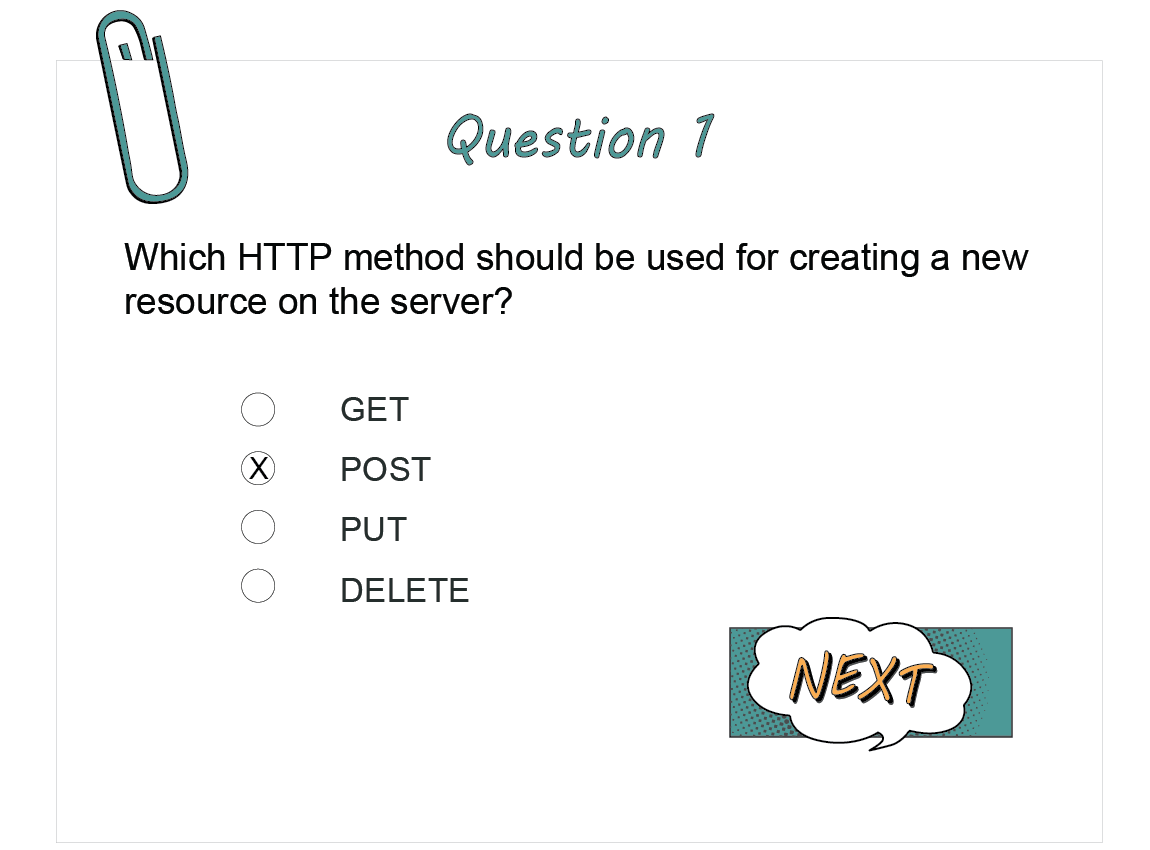 Question 1
Which HTTP method should be used for creating a new
resource on the server?
GET
X POST
PUT
DELETE
NEXT